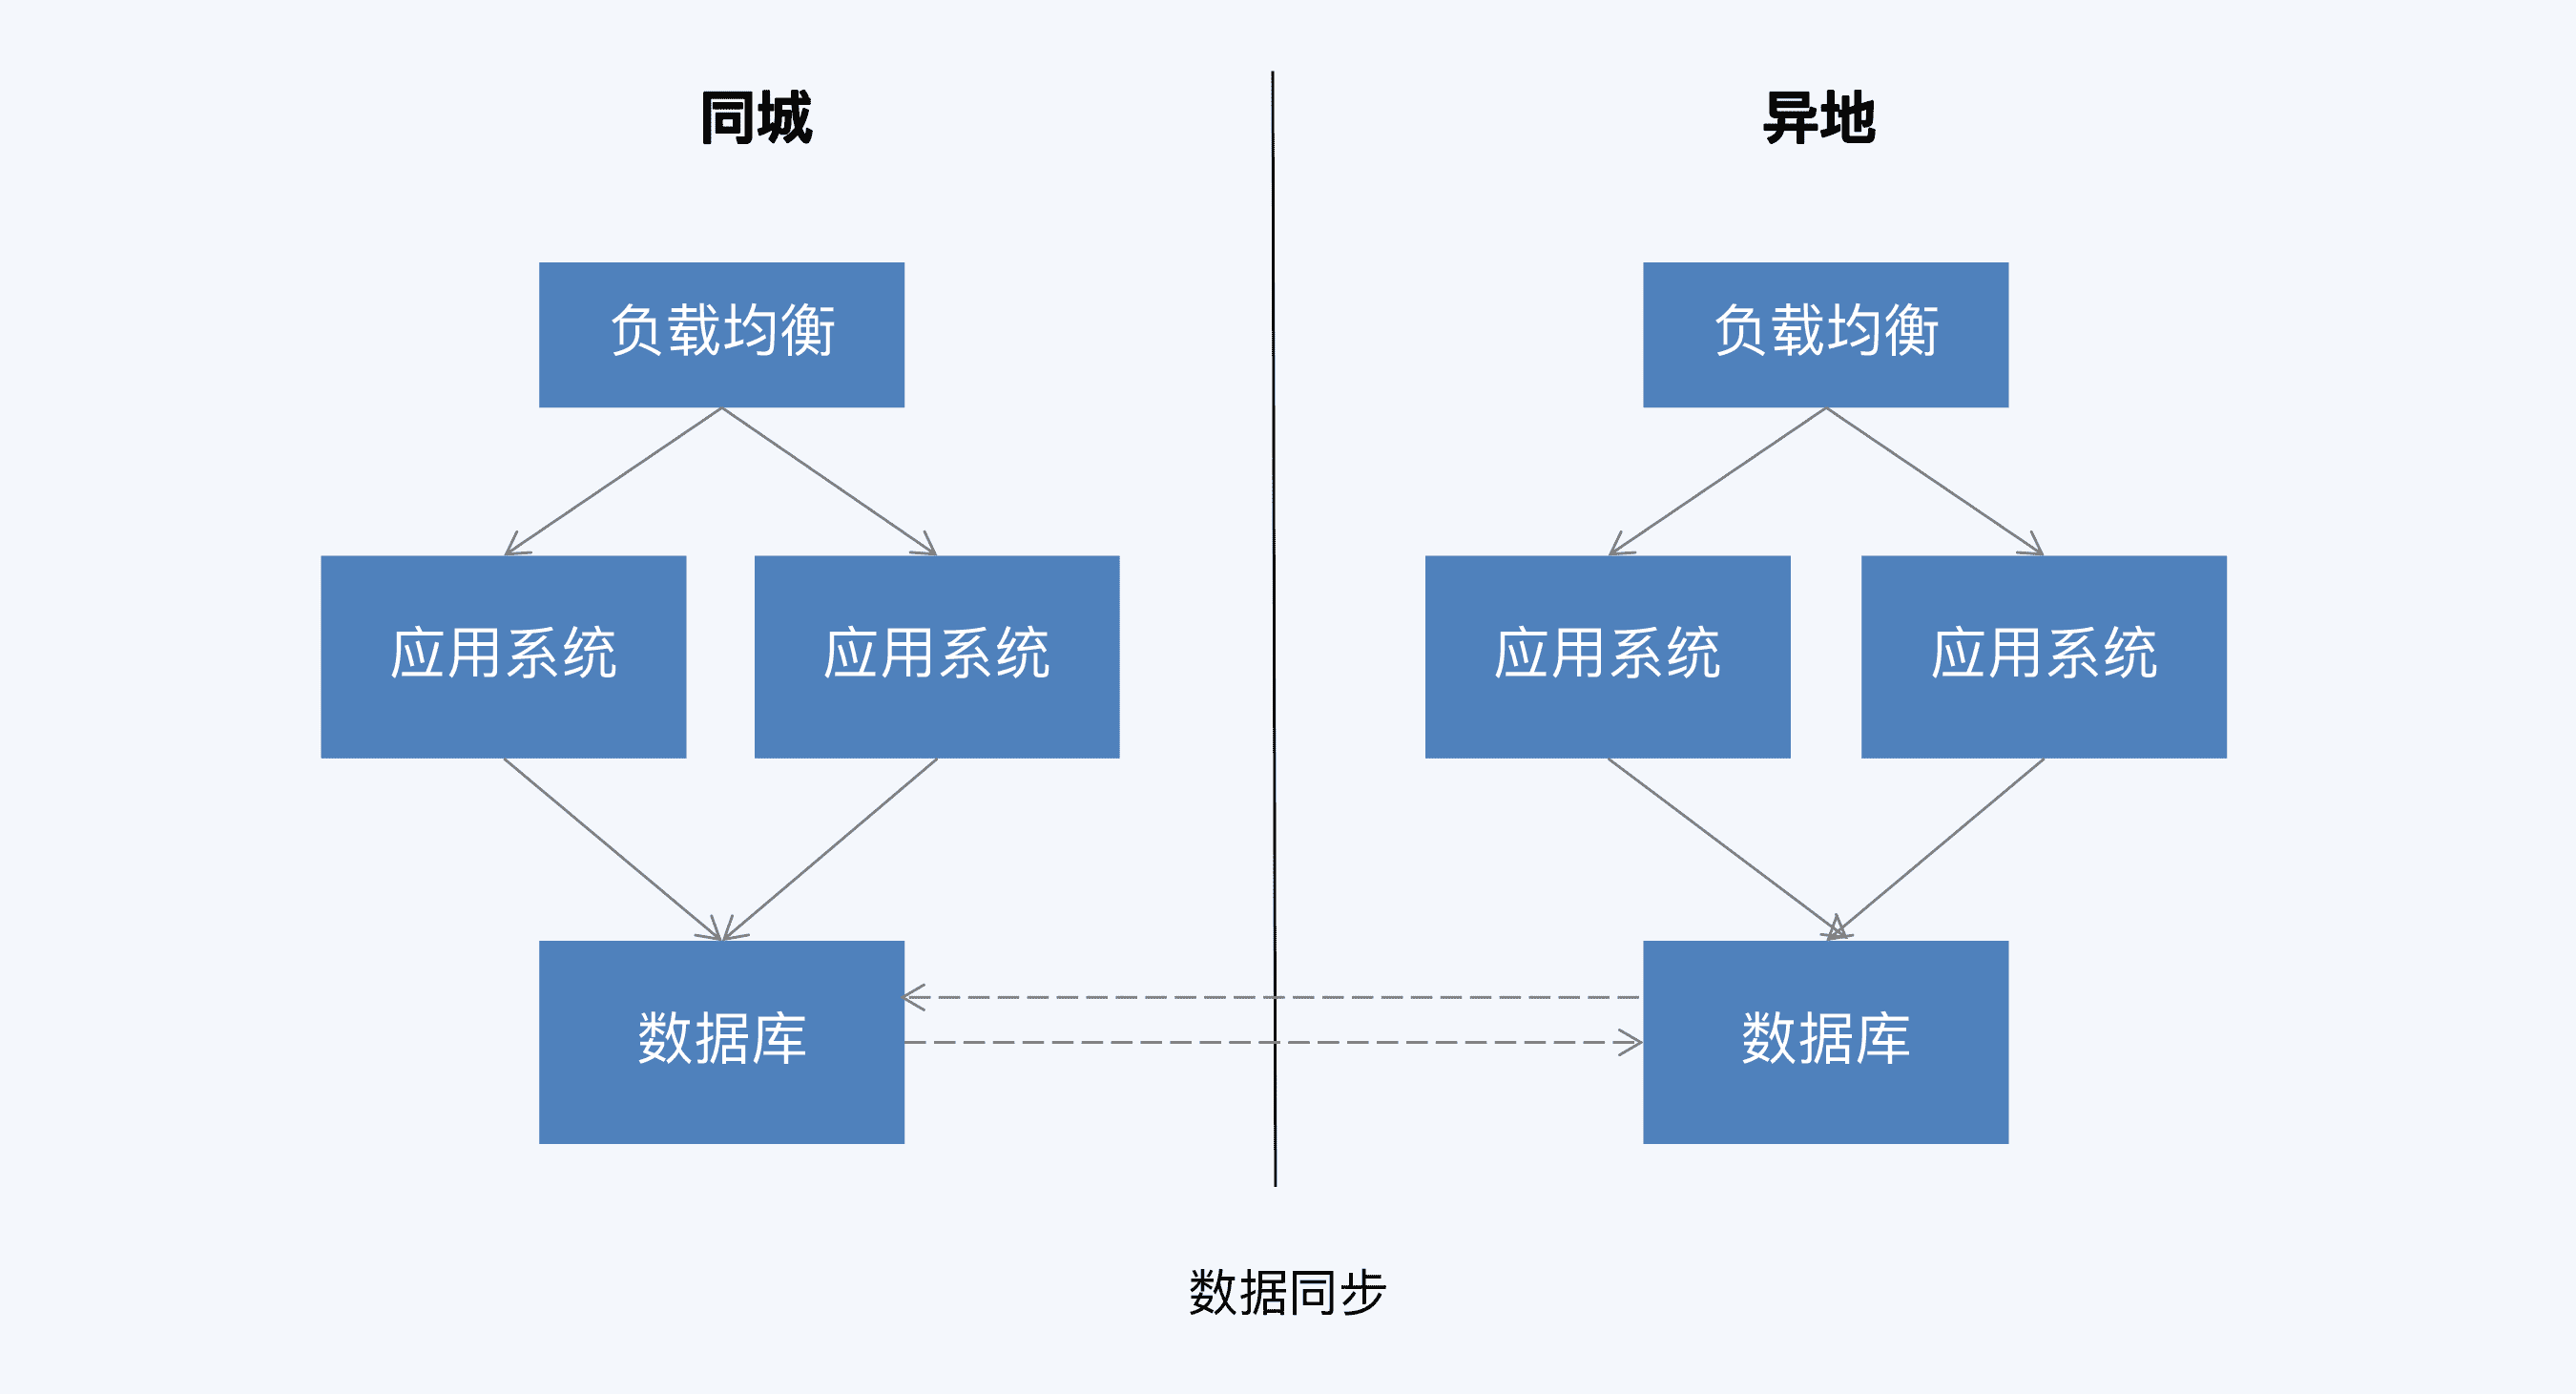 同城
异地
负载均衡
负载均衡
应用系统
应用系统
应用系统
应用系统
数据库
数据库
数据同步